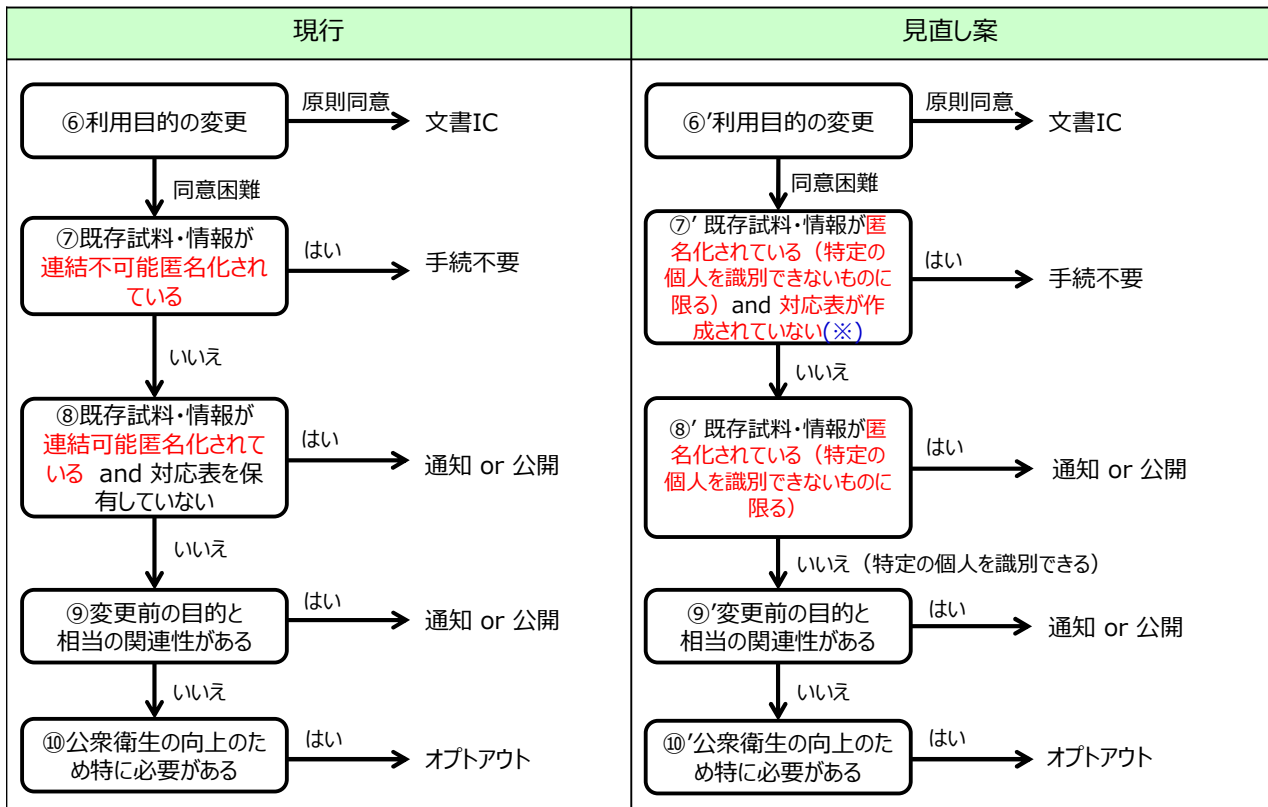 現行
⑥利用目的の変更
原則同意
文書IC
同意困難
⑦既存試料・情報が
連結不可能匿名化され
ている
はい
手続不要
いいえ
⑧既存試料・情報が
連結可能匿名化されて
いる and 対応表を保
有していない
はい
通知 or 公開
いいえ
⑨変更前の目的と
相当の関連性がある
はい
通知 or 公開
いいえ
⑩公衆衛生の向上のた
め特に必要がある
はい
オプトアウト
見直し案
⑥′利用目的の変更
原則同意
文書IC
同意困難
⑦′ 既存試料・情報が匿
名化されている（特定の
個人を識別できないものに
限る）and 対応表が作
成されていない(※)
はい
手続不要
いいえ
⑧′ 既存試料・情報が匿
名化されている（特定の
個人を識別できないものに
限る）
はい
通知 or 公開
いいえ（特定の個人を識別できる）
⑨′変更前の目的と
相当の関連性がある
はい
通知 or 公開
いいえ
⑩′公衆衛生の向上のた
め特に必要がある
はい
オプトアウト